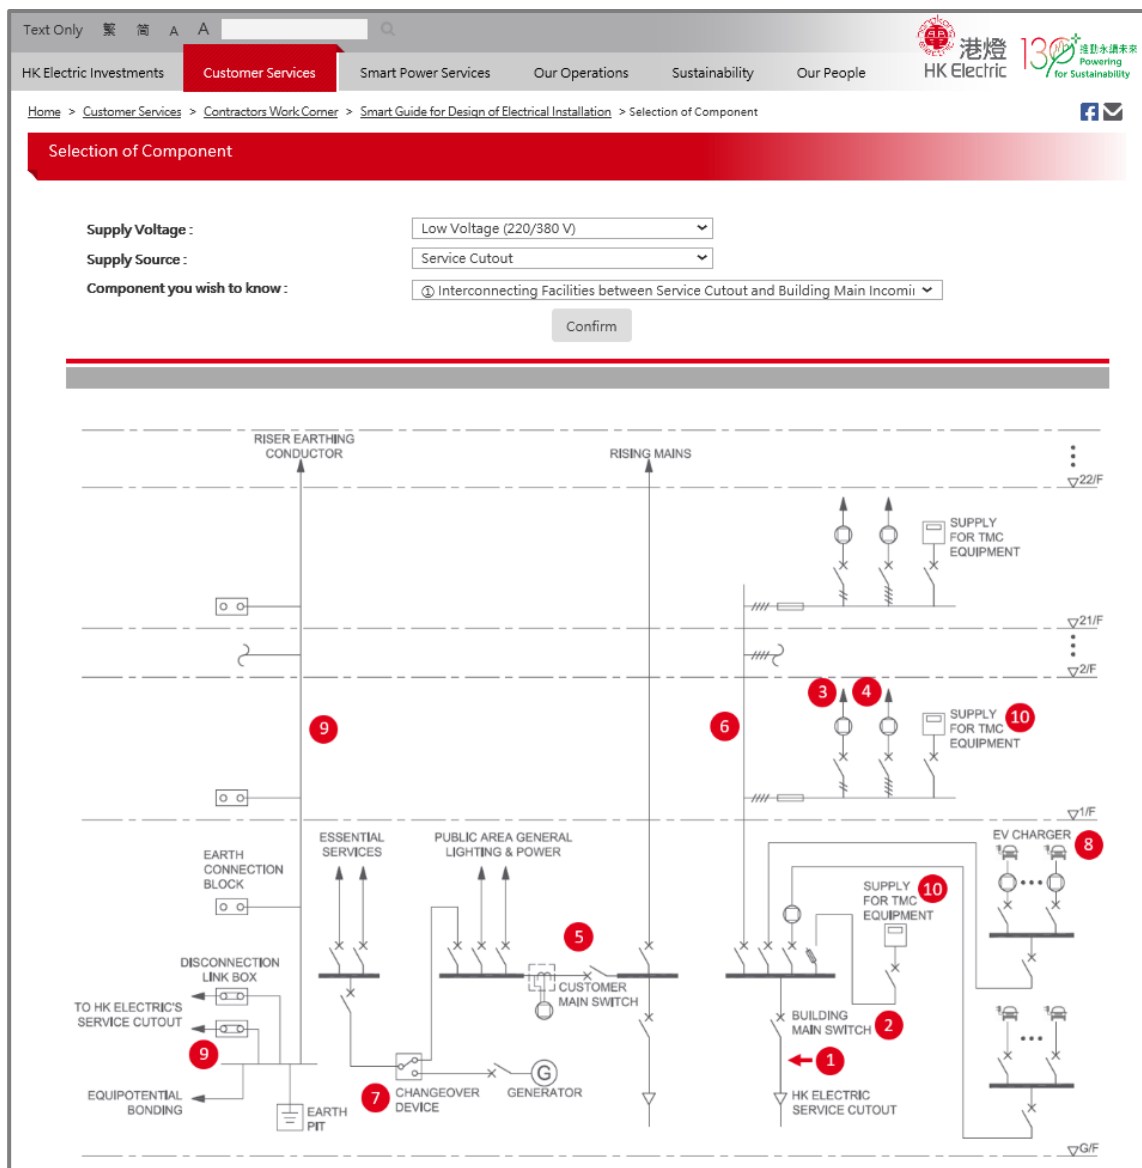 Text Only 繁 简 A A
港燈
HK Electric
130
推動永續未來
Powering
for Sustainability
HK Electric Investments Customer Services Smart Power Services Our Operations Sustainability Our People
Home > Customer Services > Contractors Work Corner > Smart Guide for Design of Electrical Installation > Selection of Component
Selection of Component
Supply Voltage : Low Voltage (220/380 V)
Supply Source : Service Cutout
Component you wish to know : ① Interconnecting Facilities between Service Cutout and Building Main Incomi
Confirm
RISER EARTHING
CONDUCTOR
RISING MAINS
22/F
SUPPLY
FOR TMC
EQUIPMENT
21/F
2/F
3 4
9
6
SUPPLY
FOR TMC
EQUIPMENT
10
1/F
ESSENTIAL
SERVICES
PUBLIC AREA GENERAL
LIGHTING & POWER
EV CHARGER
8
EARTH
CONNECTION
BLOCK
SUPPLY
FOR TMC
EQUIPMENT
10
5
DISCONNECTION
LINK BOX
CUSTOMER
MAIN SWITCH
TO HK ELECTRIC'S
SERVICE CUTOUT
BUILDING
MAIN SWITCH
2
9
1
EQUIPOTENTIAL
BONDING
EARTH
PIT
7
CHANGEOVER
DEVICE
G
GENERATOR
HK ELECTRIC
SERVICE CUTOUT
G/F